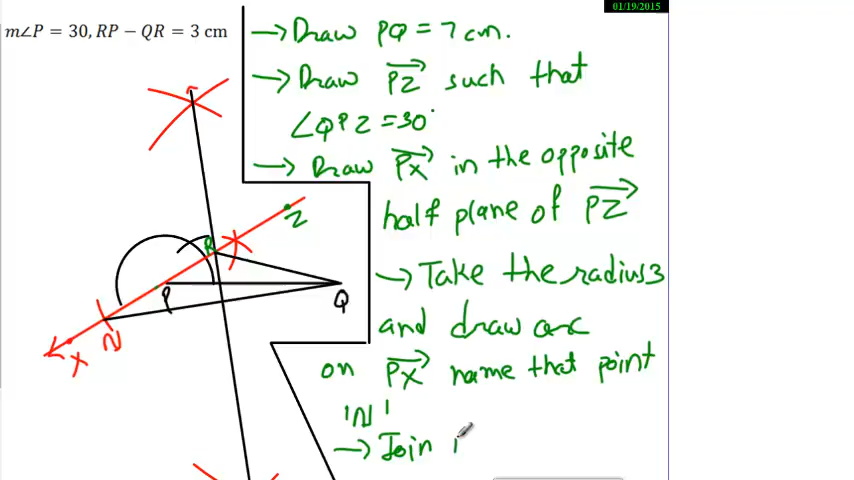 01/19/2015
m∠P = 30, RP − QR = 3 cm
→ Draw PQ = 7 cm.
→ Draw PZ such that
∠QPZ = 30°
→ Draw PX in the opposite
half plane of PZ
→ Take the radius 3
and draw arc
on PX name that point
'N'
→ Join
Z
R
P
Q
N
X